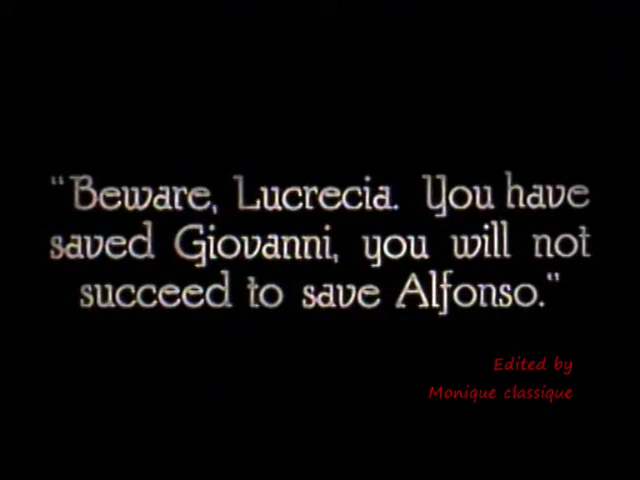 "Beware, Lucrecia. You have
saved Giovanni, you will not
succeed to save Alfonso."
Edited by
Monique classique